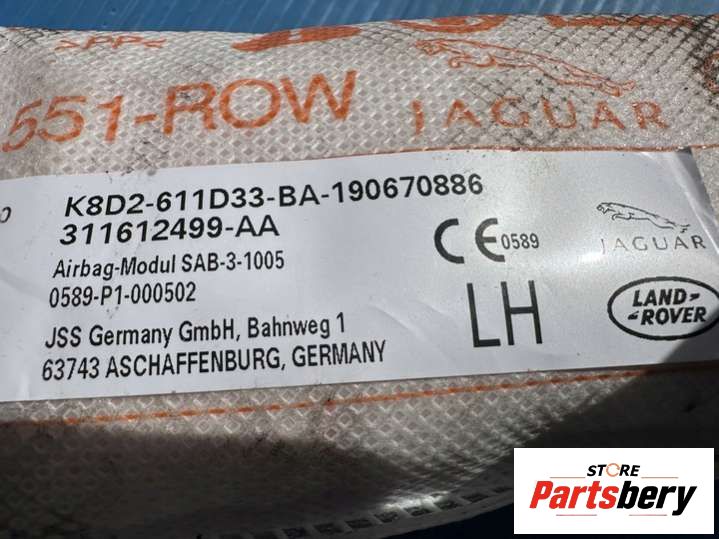 >PP<
551-ROW
JAGUAR
K8D2-611D33-BA-190670886
311612499-AA
Airbag-Modul SAB-3-1005
0589-P1-000502
CE 0589
JAGUAR
JSS Germany GmbH, Bahnweg 1
63743 ASCHAFFENBURG, GERMANY
LH
LAND-
-ROVER
STORE
Partsbery